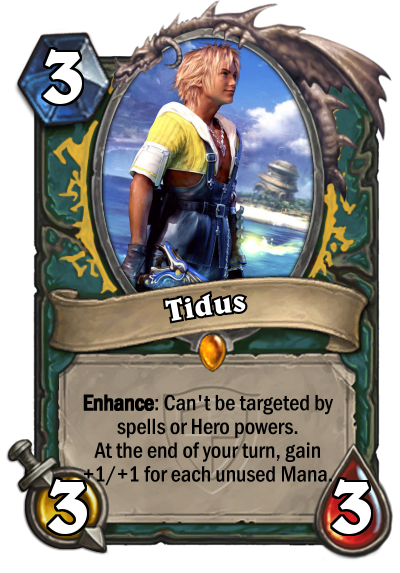 3
Tidus
Enhance: Can't be targeted by
spells or Hero powers.
At the end of your turn, gain
+1/+1 for each unused Mana.
3
3